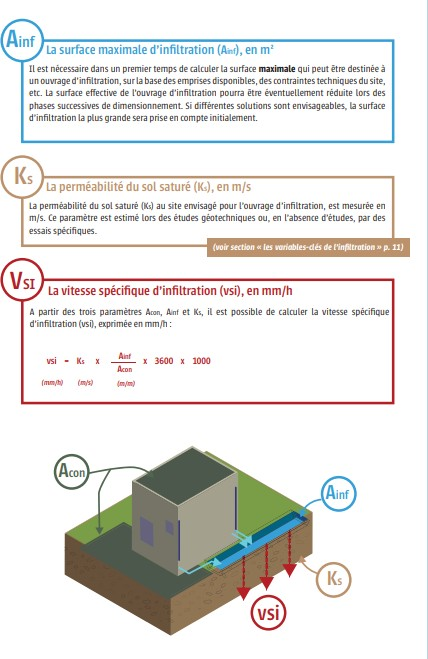 Ainf
La surface maximale d'infiltration (Ainf), en m²
Il est nécessaire dans un premier temps de calculer la surface maximale qui peut être destinée à
un ouvrage d'infiltration, sur la base des emprises disponibles, des contraintes techniques du site,
etc. La surface effective de l'ouvrage d'infiltration pourra être éventuellement réduite lors des
phases successives de dimensionnement. Si différentes solutions sont envisageables, la surface
d'infiltration la plus grande sera prise en compte initialement.
Ks
La perméabilité du sol saturé (Ks), en m/s
La perméabilité du sol saturé (Ks) au site envisagé pour l'ouvrage d'infiltration, est mesurée en
m/s. Ce paramètre est estimé lors des études géotechniques ou, en l'absence d'études, par des
essais spécifiques.
(voir section « les variables-clés de l'infiltration » p. 11)
VSI
La vitesse spécifique d'infiltration (vsi), en mm/h
A partir des trois paramètres Acon, Ainf et Ks, il est possible de calculer la vitesse spécifique
d'infiltration (vsi), exprimée en mm/h :
vsi = Ks x Ainf / Acon x 3600 x 1000
(mm/h) (m/s) (m/m)
Acon
Ainf
Ks
vsi